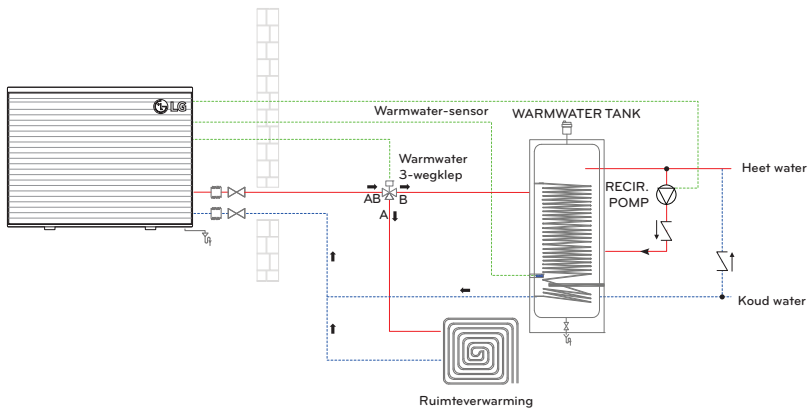 LG
Warmwater-sensor
WARMWATER TANK
Warmwater
3-wegklep
AB
B
A
RECIR.
POMP
Heet water
Koud water
Ruimteverwarming